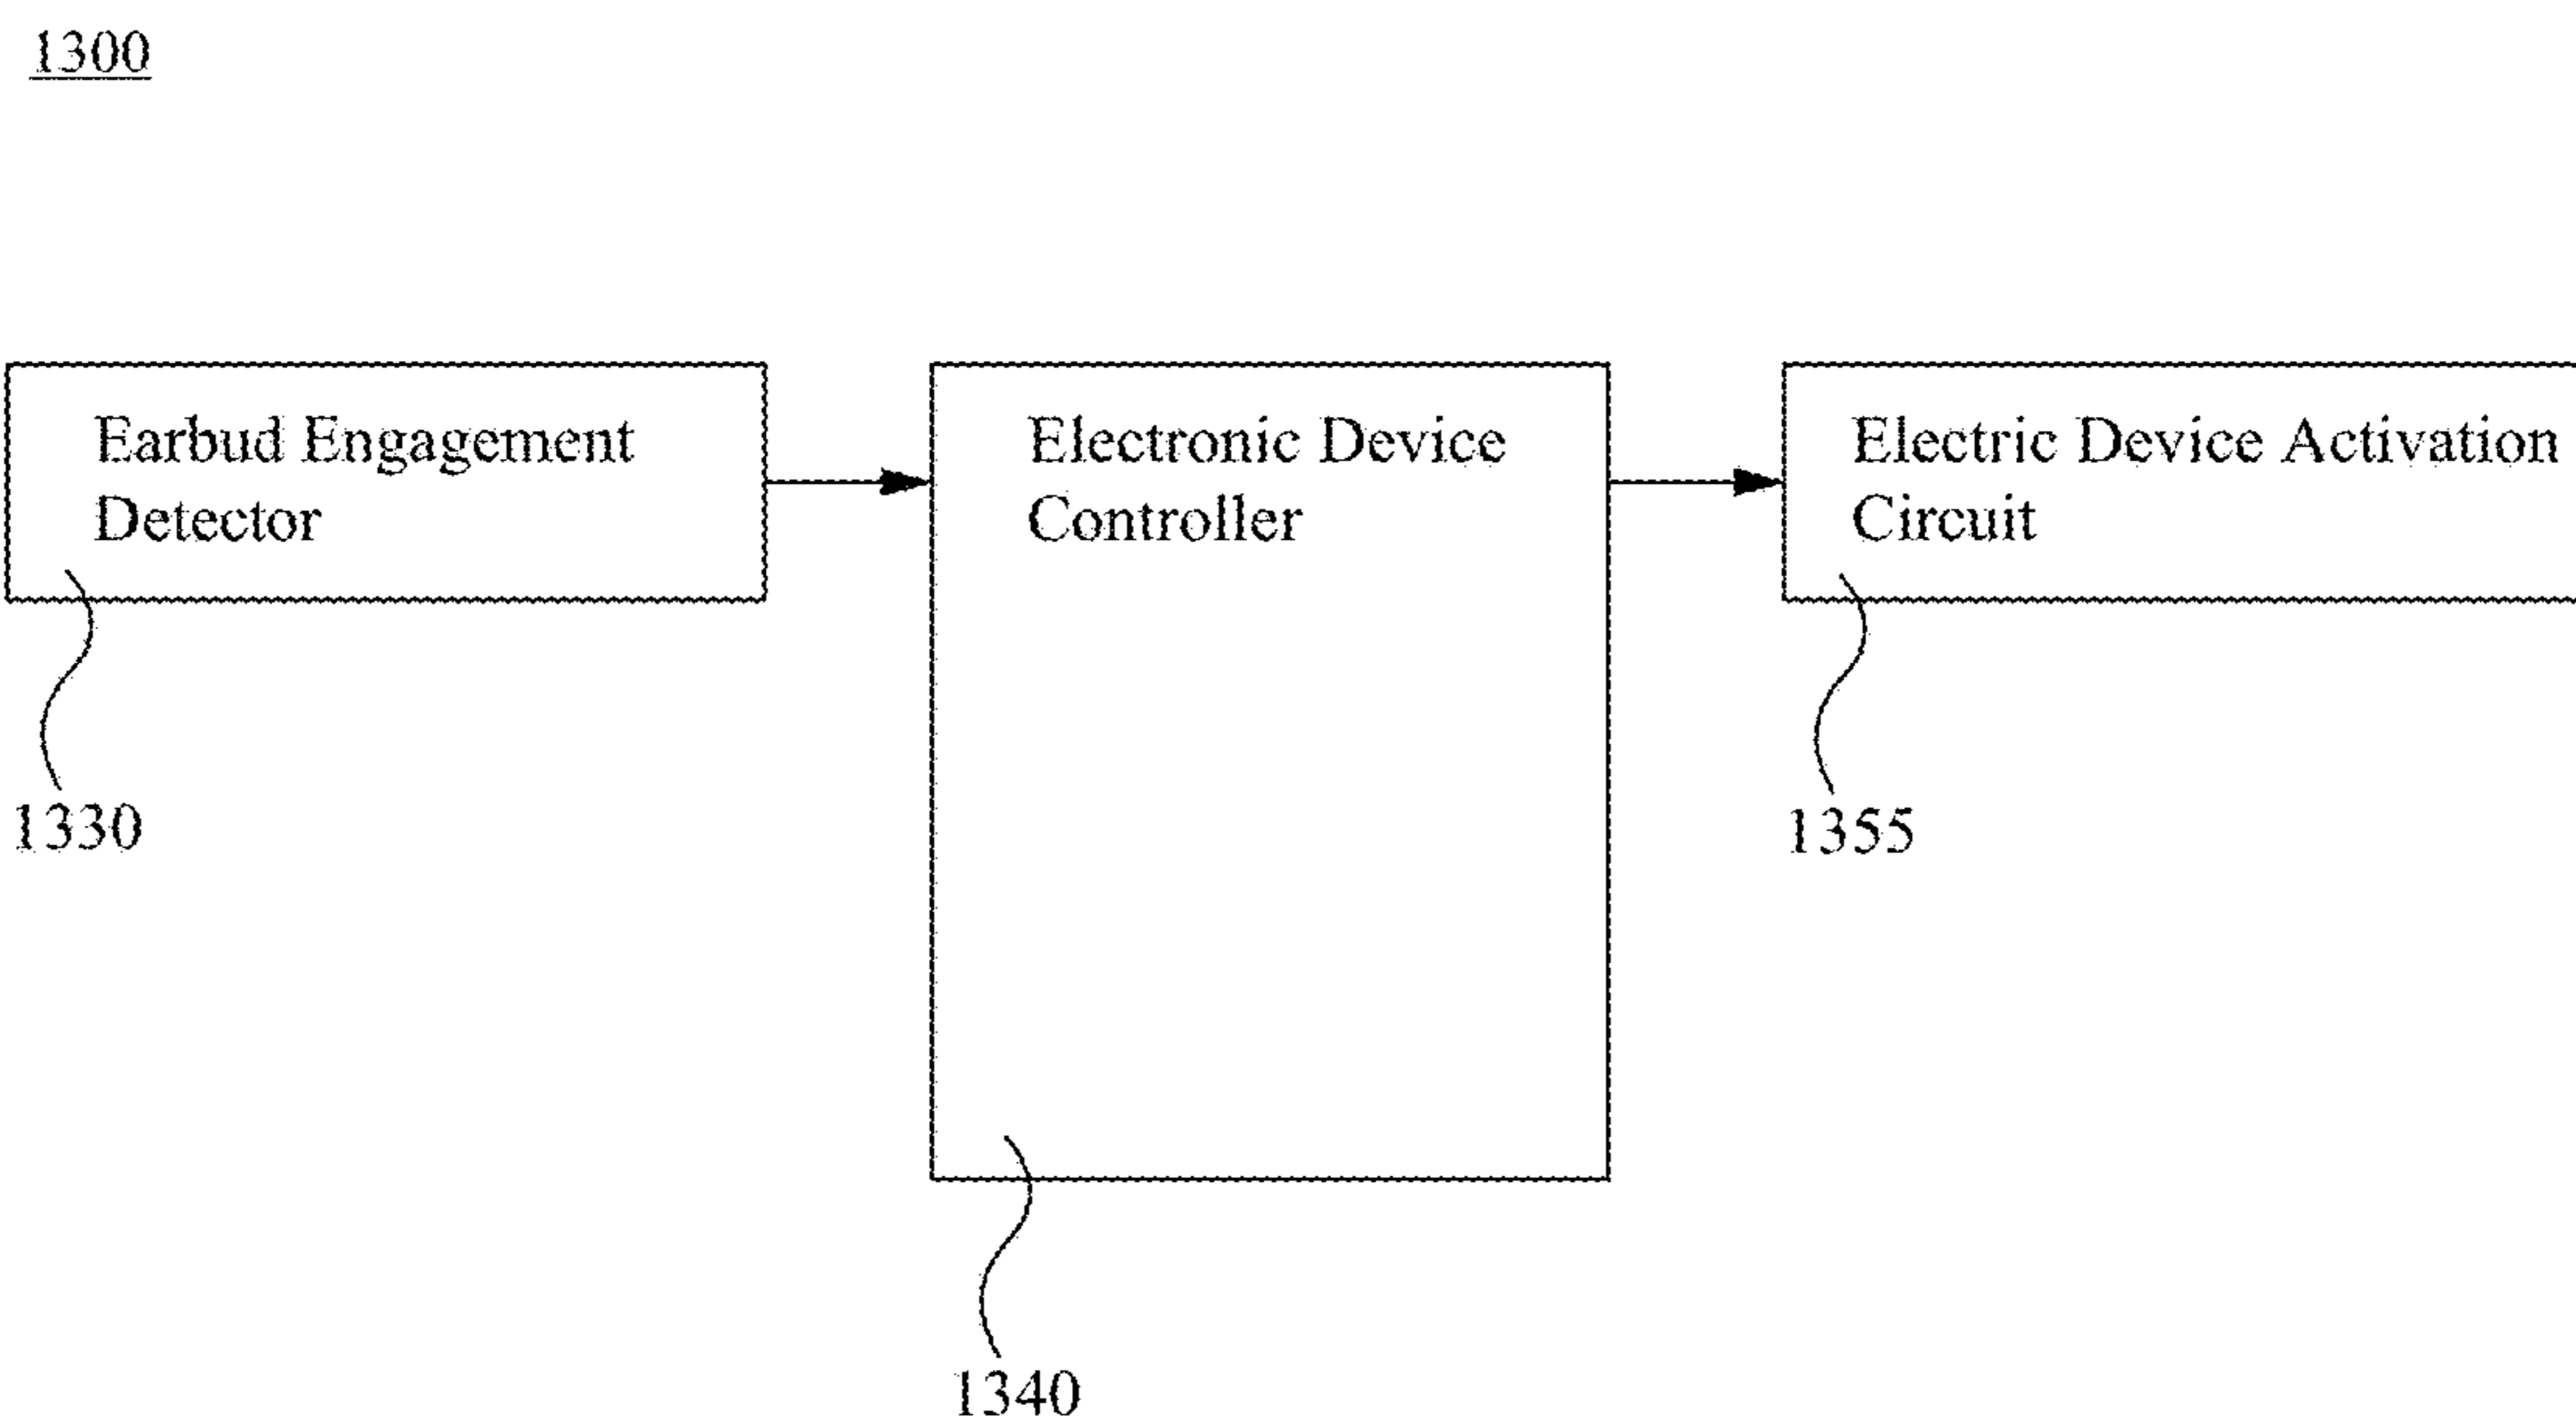 1300
Earbud Engagement
Detector
Electronic Device
Controller
Electric Device Activation
Circuit
1330
1355
1340